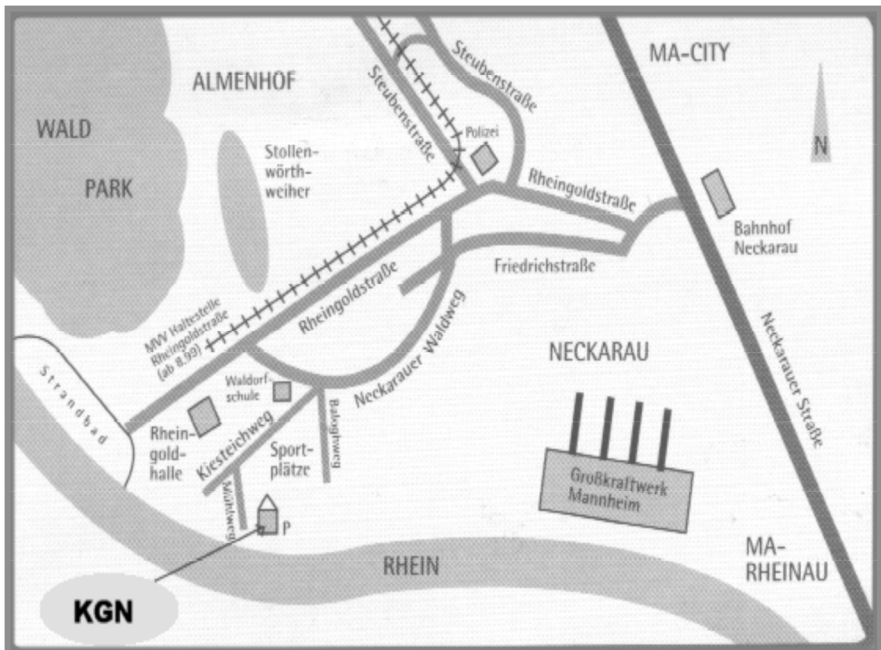 MA-CITY
ALMENHOF
WALD
PARK
Stollen-
wörth-
weiher
Steubenstraße
Steubenstraße
Polizei
N
Rheingoldstraße
Bahnhof
Neckarau
Friedrichstraße
Rheingoldstraße
MVV Haltestelle
Rheingoldstraße
(ab 8.99)
Neckarauer Waldweg
NECKARAU
Neckarauer Straße
Strandbad
Waldorf-
schule
Rhein-
gold-
halle
Kiesteichweg
Sport-
plätze
Baloghweg
Mühlweg
P
Großkraftwerk
Mannheim
MA-
RHEINAU
RHEIN
KGN